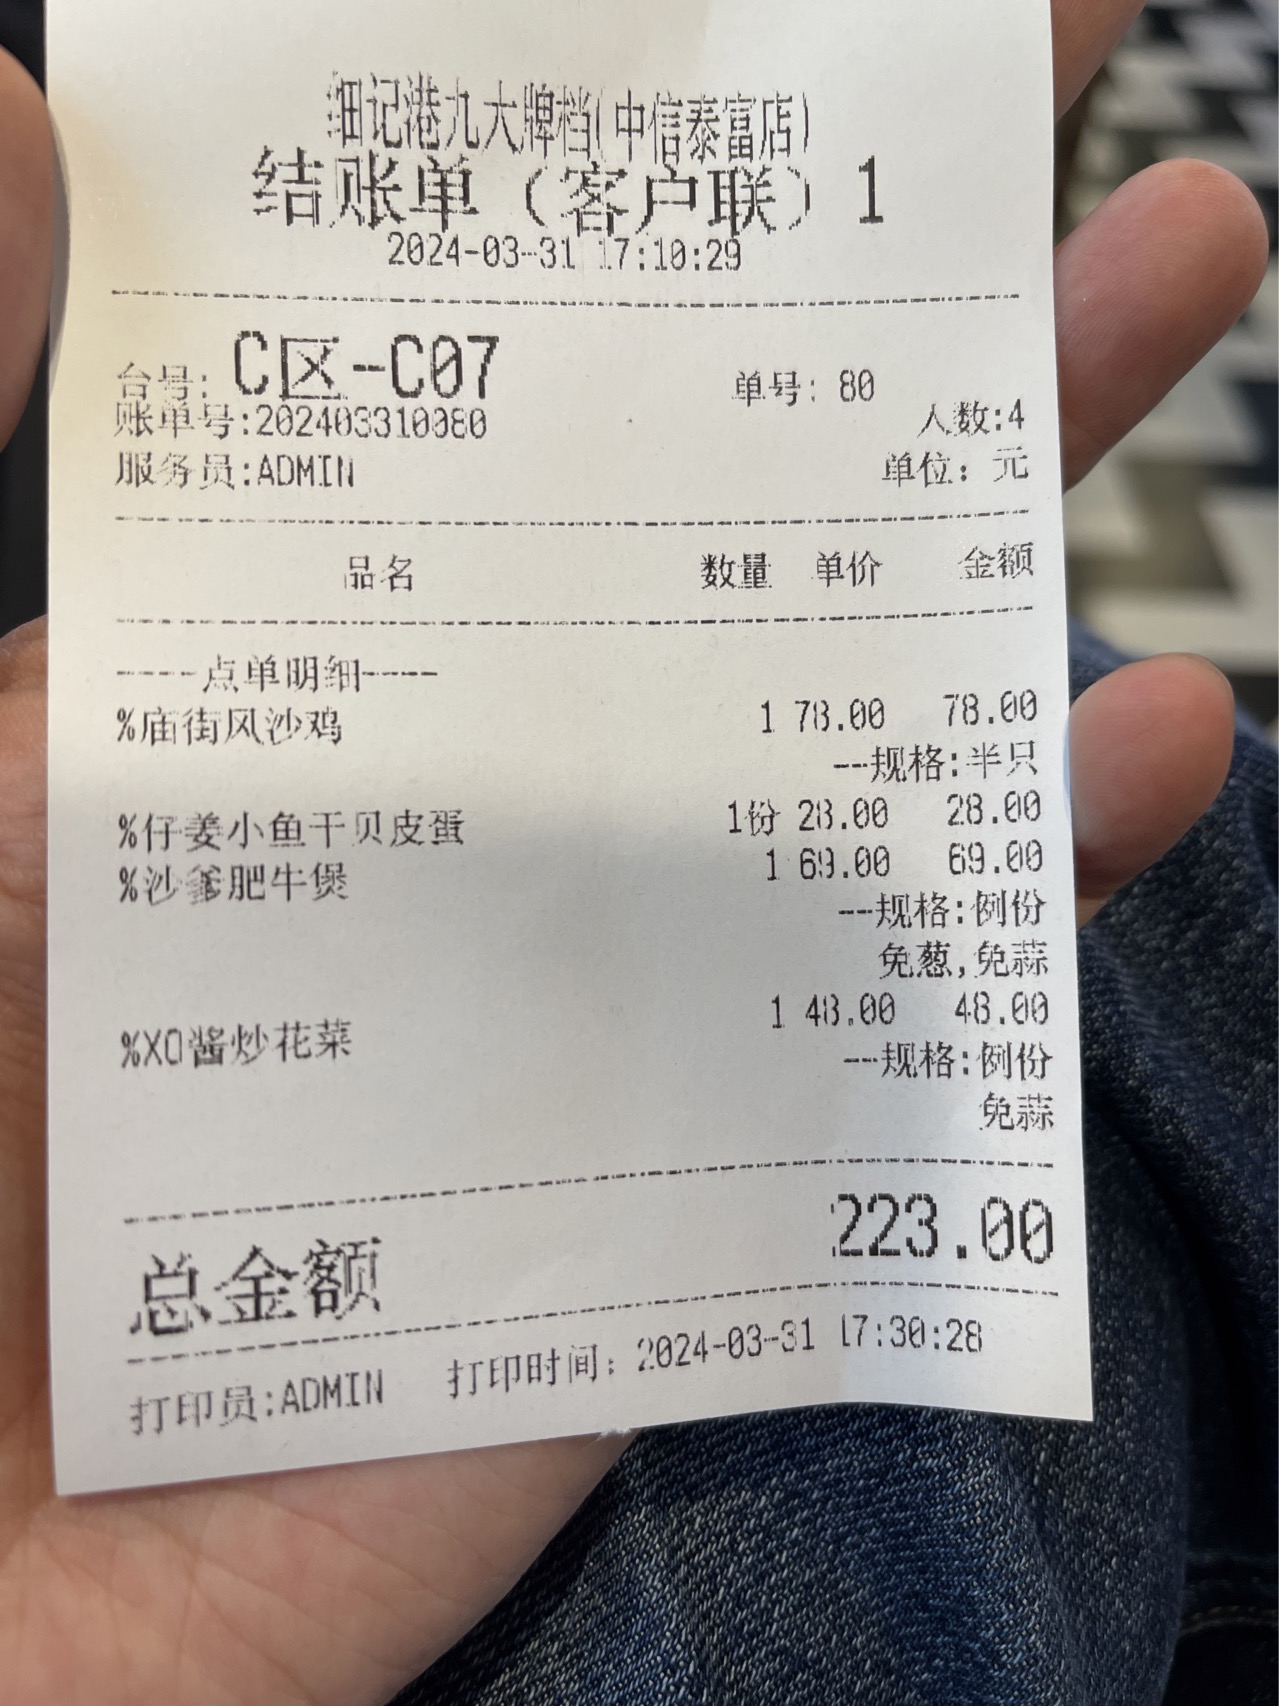 细记港九大牌档(中信泰富店)
结账单（客户联）1
2024-03-31 17:10:29
台号: C区-C07 单号: 80
账单号:202403310080 人数:4
服务员:ADMIN 单位: 元
品名 数量 单价 金额
----点单明细----
%庙街风沙鸡 1 78.00 78.00
--规格:半只
%仔姜小鱼干贝皮蛋 1份 28.00 28.00
%沙爹肥牛煲 1 69.00 69.00
--规格:例份
免葱,免蒜
%XO酱炒花菜 1 48.00 48.00
--规格:例份
免蒜
总金额 223.00
打印员:ADMIN 打印时间: 2024-03-31 17:30:28